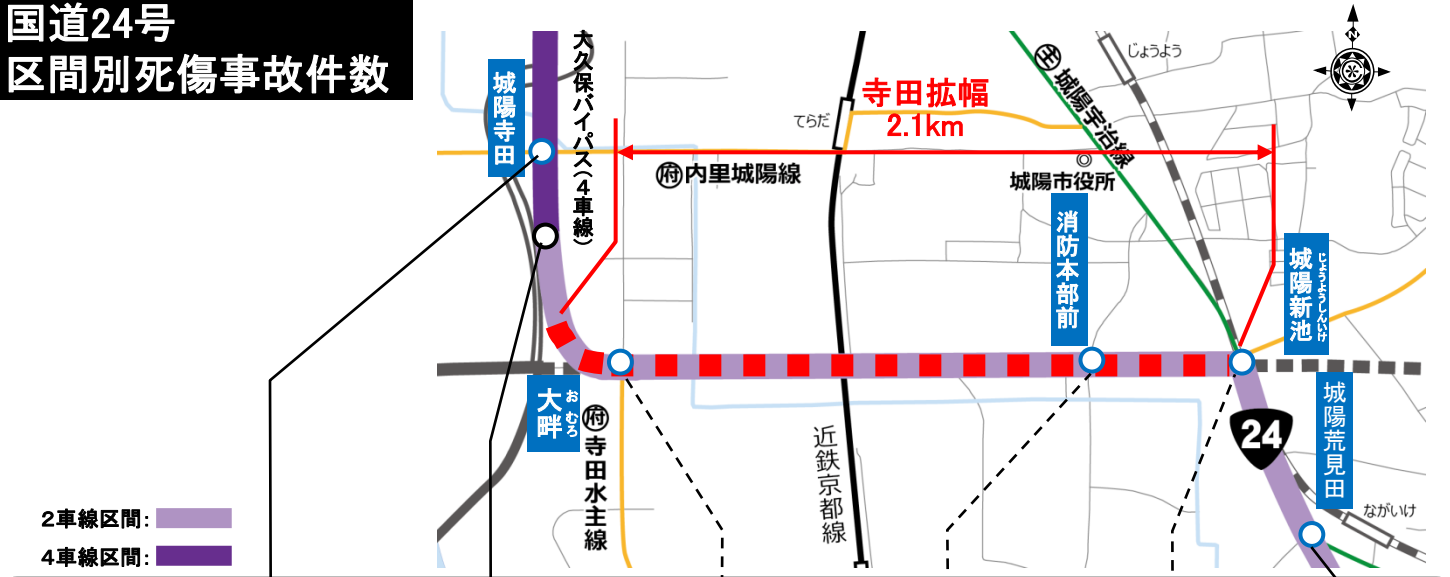 国道24号
区間別死傷事故件数
城陽寺田
大久保バイパス(4車線)
寺田拡幅
2.1km
てらだ
府内里城陽線
主城陽宇治線
じょうよう
N
城陽市役所
消防本部前
城陽新池
じょうようしんいけ
大畔
おむろ
府寺田水主線
近鉄京都線
24
城陽荒見田
ながいけ
2車線区間:
4車線区間: